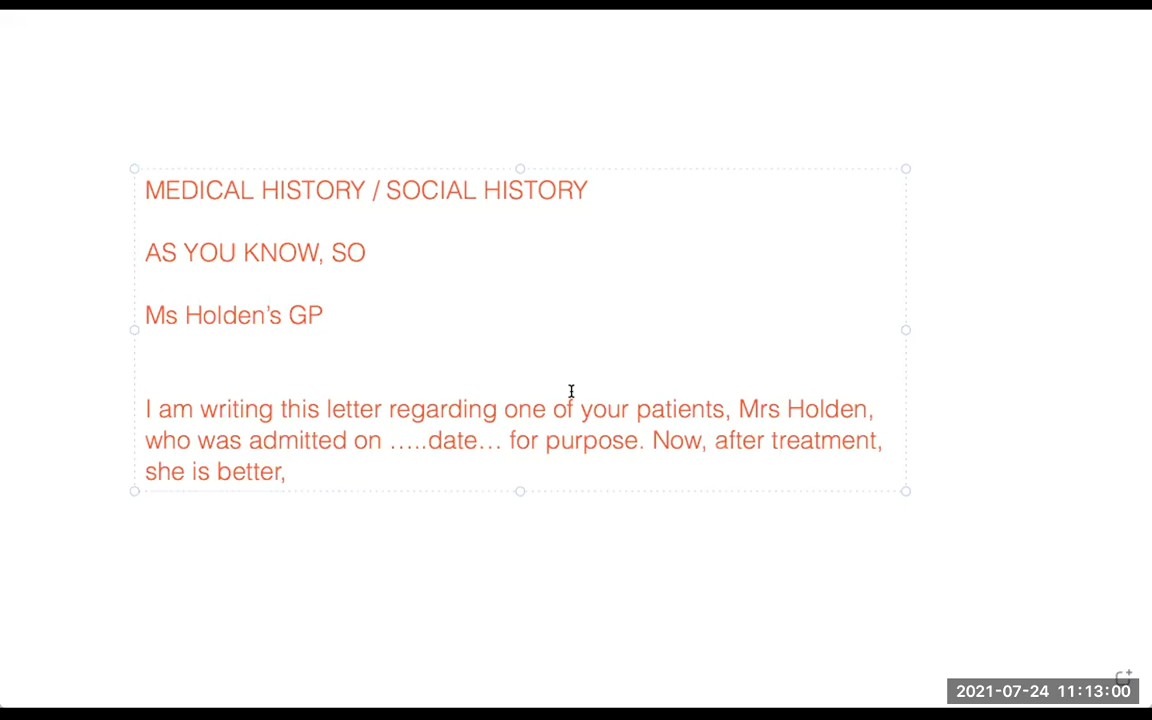 MEDICAL HISTORY / SOCIAL HISTORY
AS YOU KNOW, SO
Ms Holden’s GP
I am writing this letter regarding one of your patients, Mrs Holden,
who was admitted on …..date… for purpose. Now, after treatment,
she is better,
2021-07-24 11:13:00